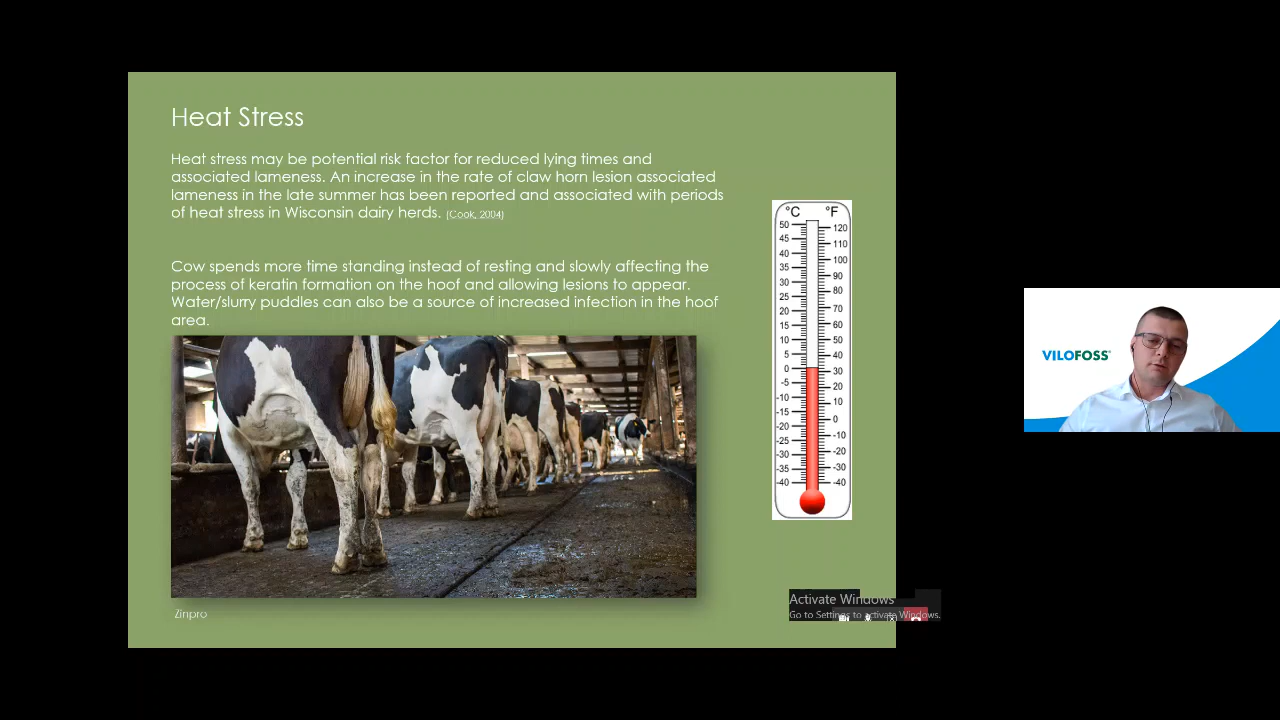 Heat Stress
Heat stress may be potential risk factor for reduced lying times and
associated lameness. An increase in the rate of claw horn lesion associated
lameness in the late summer has been reported and associated with periods
of heat stress in Wisconsin dairy herds. (Cook, 2004)
Cow spends more time standing instead of resting and slowly affecting the
process of keratin formation on the hoof and allowing lesions to appear.
Water/slurry puddles can also be a source of increased infection in the hoof
area.
°C °F
50 120
45 110
40 100
35 90
30 80
25 70
20 60
15 50
10 40
5 30
0 20
-5 10
-10 0
-15 -10
-20 -20
-25 -30
-30 -40
-35
-40
Zinpro
Activate Windows
Go to Settings to activate Windows.
VILOFOSS®